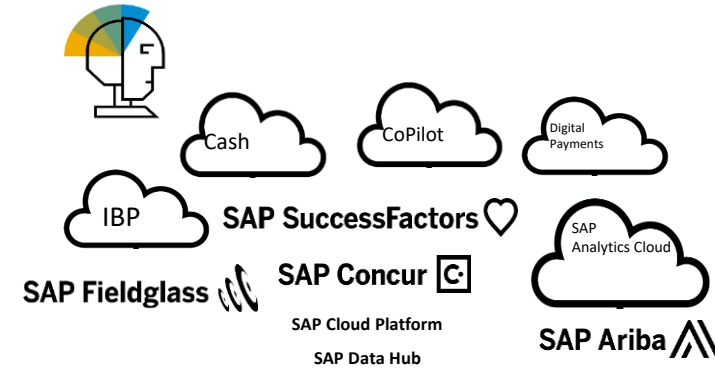 Cash
CoPilot
Digital
Payments
IBP
SAP SuccessFactors
SAP
Analytics Cloud
SAP Fieldglass
SAP Concur
SAP Cloud Platform
SAP Ariba
SAP Data Hub